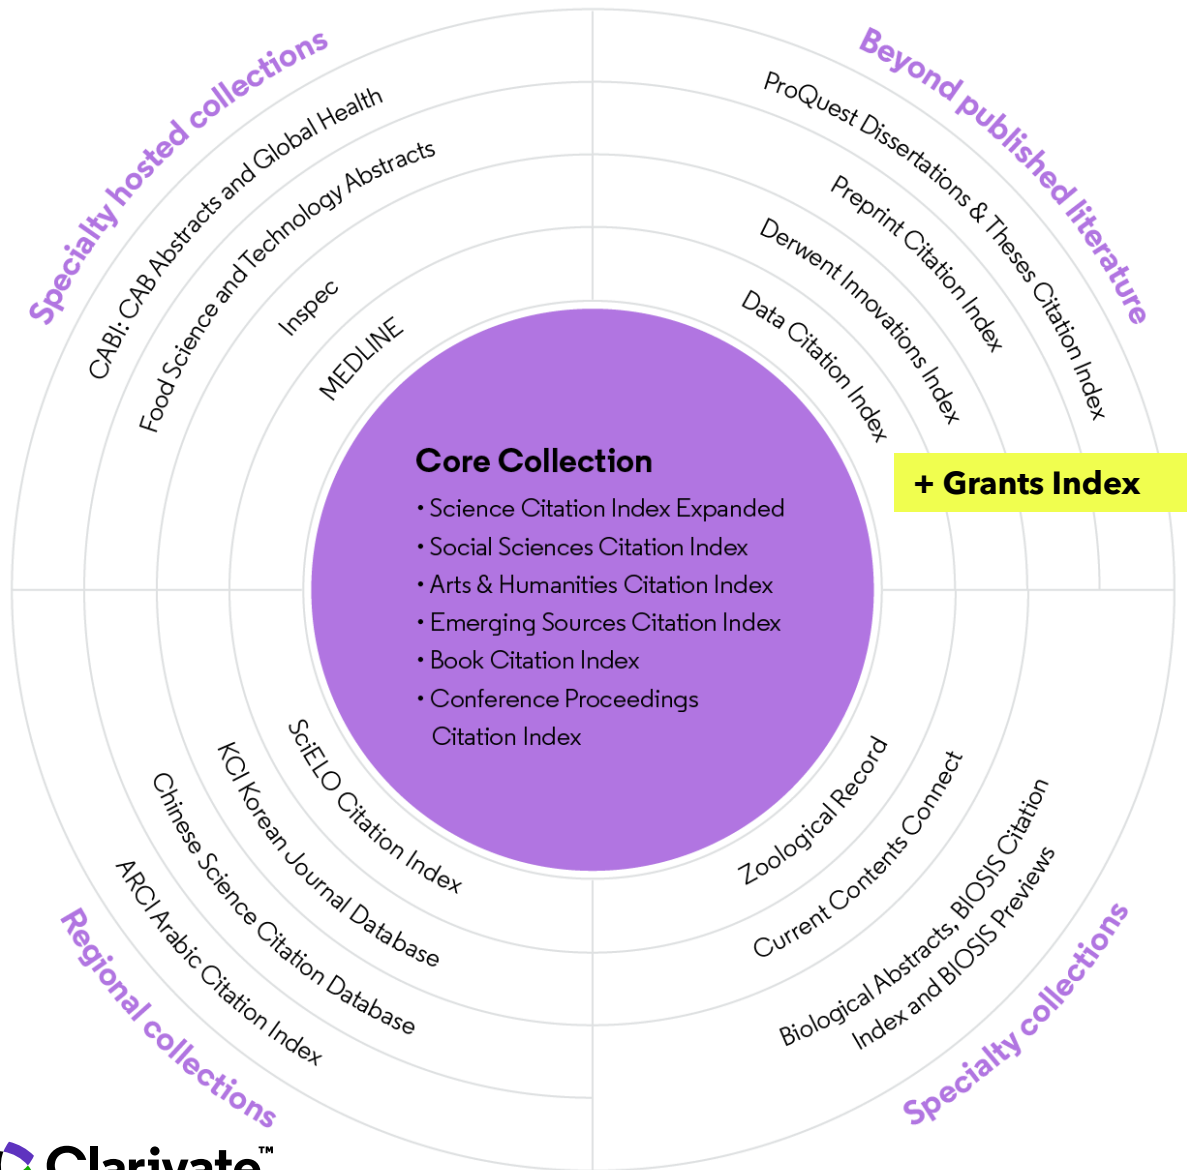 Specialty hosted collections
CABI: CAB Abstracts and Global Health
Food Science and Technology Abstracts
Inspec
MEDLINE
Beyond published literature
ProQuest Dissertations & Theses Citation Index
Preprint Citation Index
Derwent Innovations Index
Data Citation Index
+ Grants Index
Core Collection
• Science Citation Index Expanded
• Social Sciences Citation Index
• Arts & Humanities Citation Index
• Emerging Sources Citation Index
• Book Citation Index
• Conference Proceedings
Citation Index
SciELO Citation Index
KCI Korean Journal Database
Chinese Science Citation Database
ARCI Arabic Citation Index
Regional collections
Zoological Record
Current Contents Connect
Biological Abstracts, BIOSIS Citation
Index and BIOSIS Previews
Specialty collections
Clarivate™